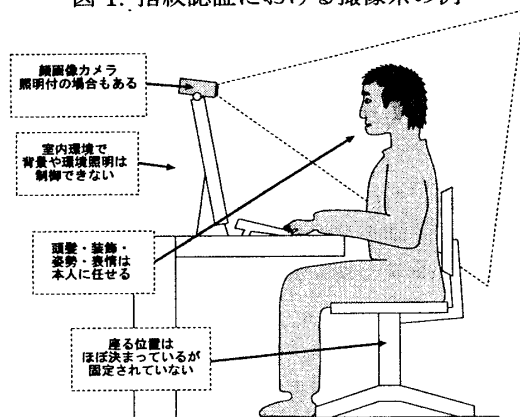 図 1. 指紋認証における撮像系の例
顔画像カメラ
照明付の場合もある
室内環境で
背景や環境照明は
制御できない
頭髪・装飾・
姿勢・表情は
本人に任せる
座る位置は
ほぼ決まっているが
固定されていない